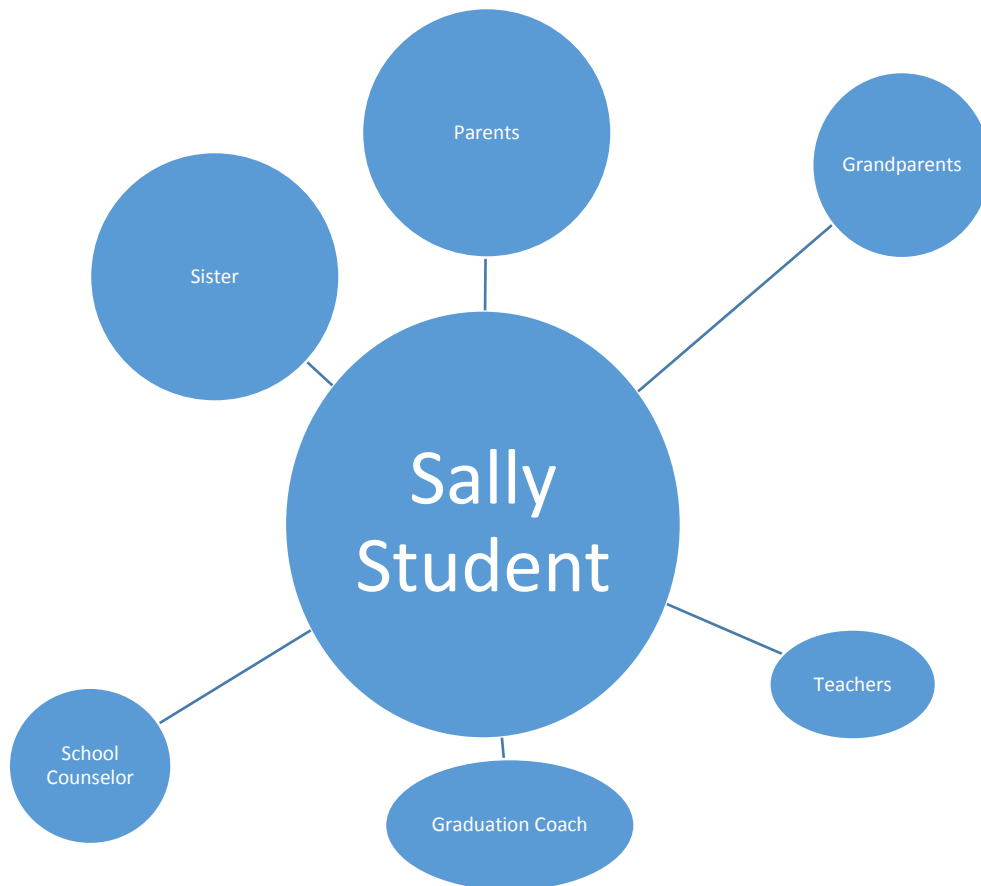 Parents
Grandparents
Sister
Sally
Student
Teachers
School
Counselor
Graduation Coach